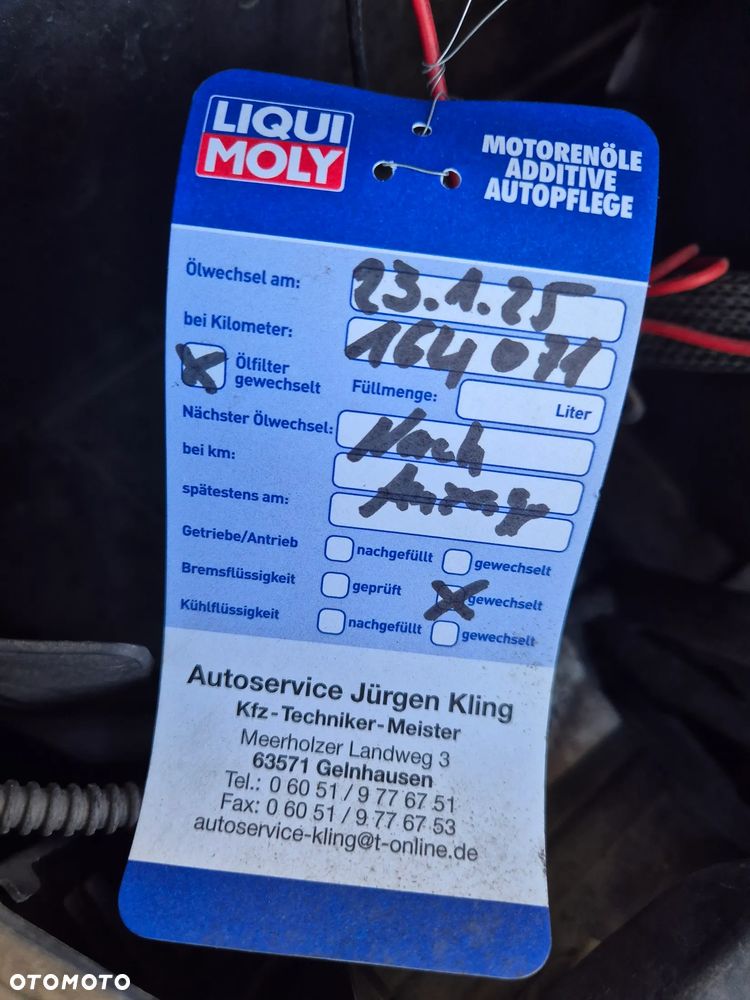 LIQUI
MOLY
MOTORENÖLE
ADDITIVE
AUTOPFLEGE
Ölwechsel am: 23.1.25
bei Kilometer: 164 071
Ölfilter
gewechselt
Füllmenge: Liter
Nächster Ölwechsel: Nach
bei km:
spätestens am:
Getriebe/Antrieb nachgefüllt gewechselt
Bremsflüssigkeit geprüft gewechselt
Kühlflüssigkeit nachgefüllt gewechselt
Autoservice Jürgen Kling
Kfz-Techniker-Meister
Meerholzer Landweg 3
63571 Gelnhausen
Tel.: 0 60 51 / 9 77 67 51
Fax: 0 60 51 / 9 77 67 53
autoservice-kling@t-online.de
OTOMOTO